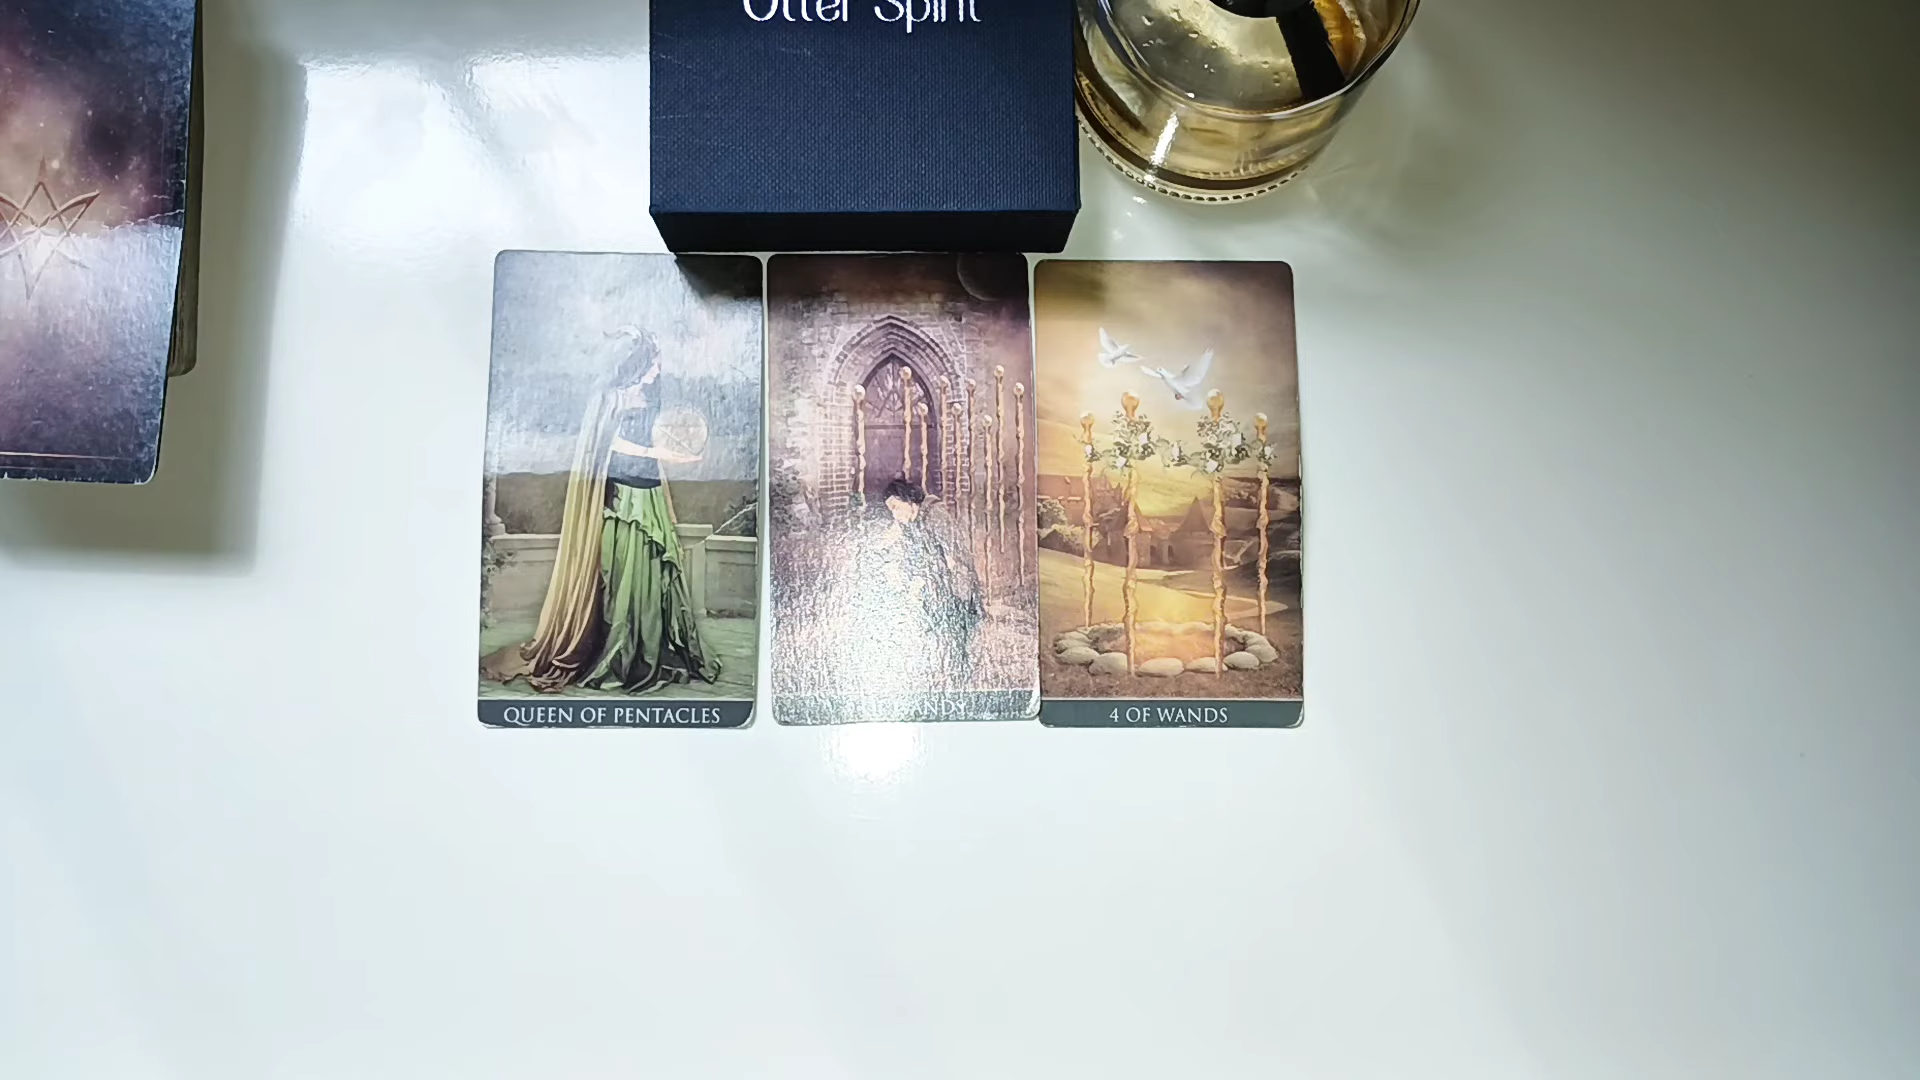 Otter Spirit
QUEEN OF PENTACLES
4 OF WANDS